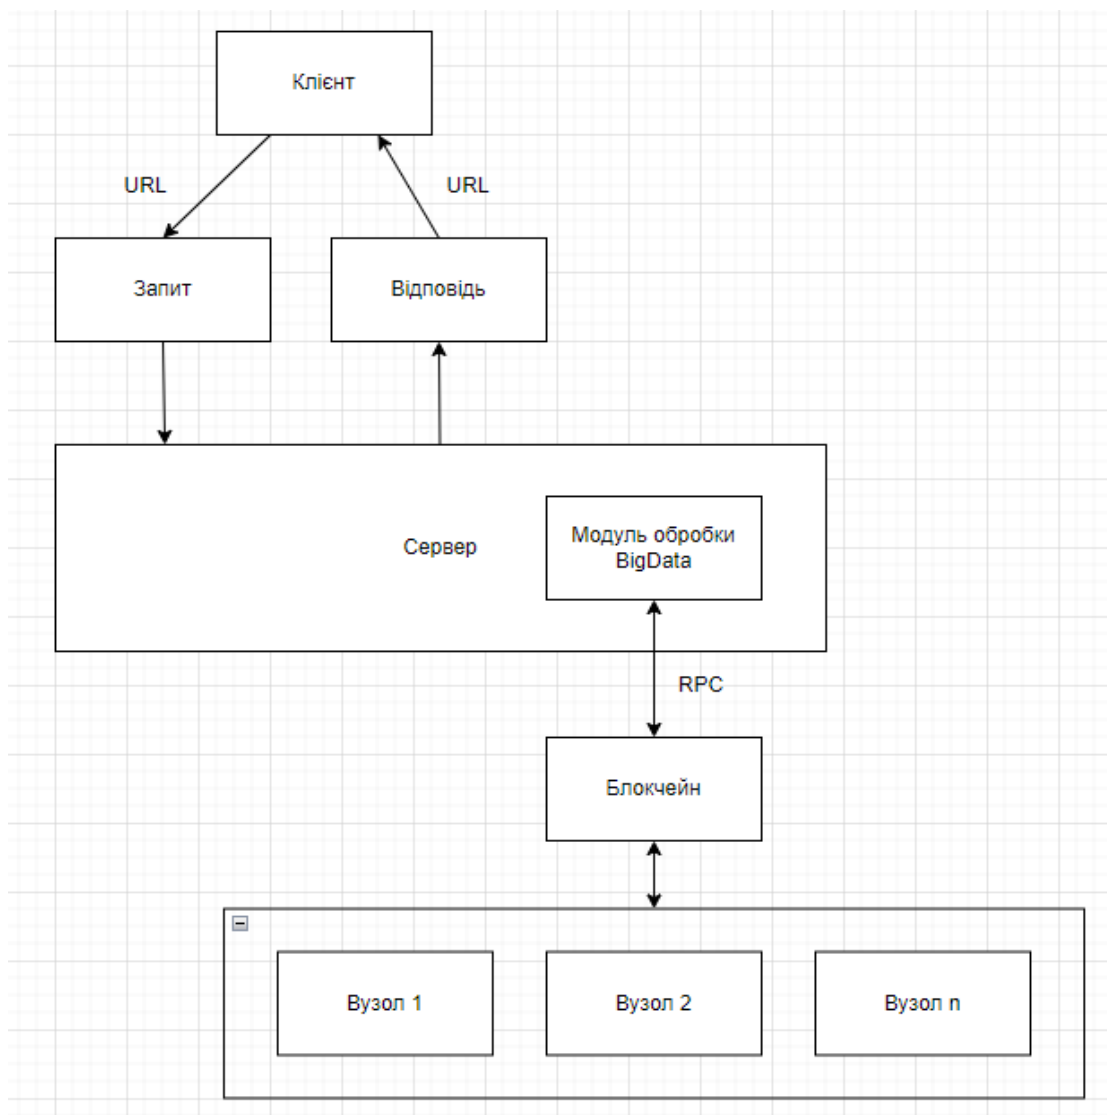 Клієнт
URL
URL
Запит
Відповідь
Сервер
Модуль обробки
BigData
RPC
Блокчейн
Вузол 1
Вузол 2
Вузол n